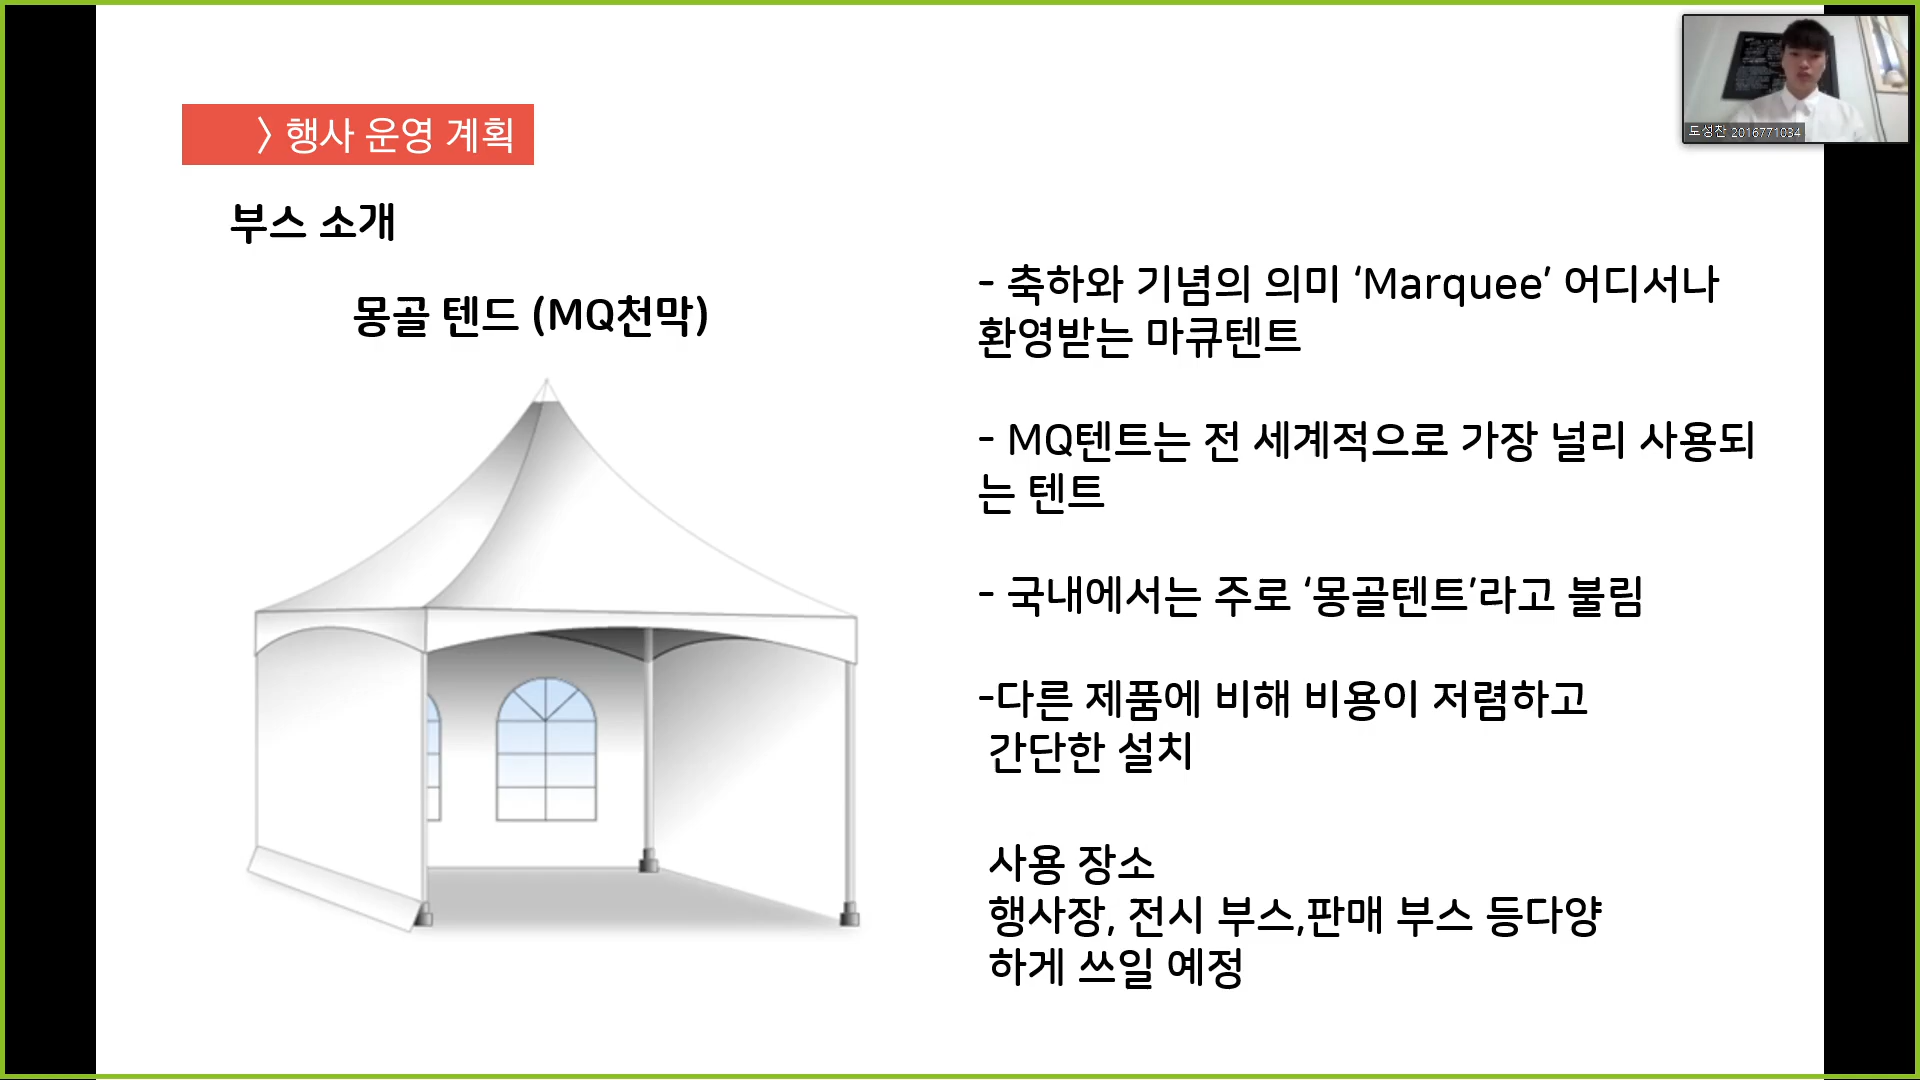 〉행사 운영 계획
도성찬 2016771034
부스 소개
몽골 텐드 (MQ천막)
- 축하와 기념의 의미 ‘Marquee’ 어디서나
환영받는 마큐텐트
- MQ텐트는 전 세계적으로 가장 널리 사용되
는 텐트
- 국내에서는 주로 ‘몽골텐트’라고 불림
-다른 제품에 비해 비용이 저렴하고
간단한 설치
사용 장소
행사장, 전시 부스,판매 부스 등다양
하게 쓰일 예정